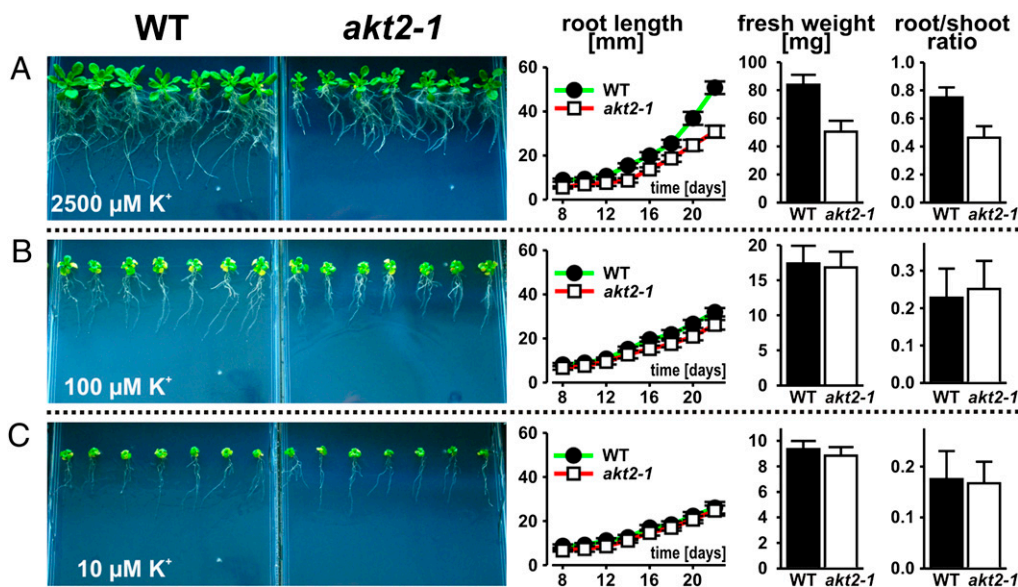 WT akt2-1 root length [mm] fresh weight [mg] root/shoot ratio
A
2500 µM K⁺
60
40
20
0
WT
akt2-1
time [days]
8 12 16 20
100
80
60
40
20
0
WT akt2-1
1.0
0.8
0.6
0.4
0.2
0.0
WT akt2-1
B
100 µM K⁺
60
40
20
0
WT
akt2-1
time [days]
8 12 16 20
20
15
10
5
0
WT akt2-1
0.3
0.2
0.1
0.0
WT akt2-1
C
10 µM K⁺
60
40
20
0
WT
akt2-1
time [days]
8 12 16 20
10
8
6
4
2
0
WT akt2-1
0.2
0.1
0.0
WT akt2-1